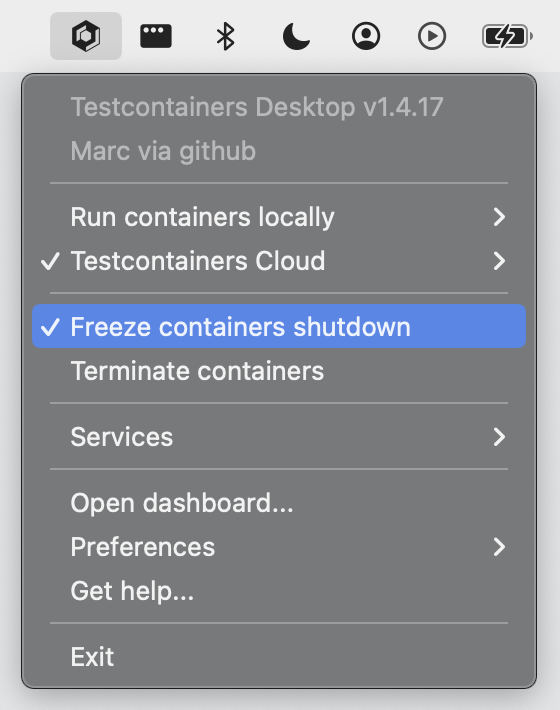 Testcontainers Desktop v1.4.17
Marc via github
Run containers locally
Testcontainers Cloud
Freeze containers shutdown
Terminate containers
Services
Open dashboard...
Preferences
Get help...
Exit